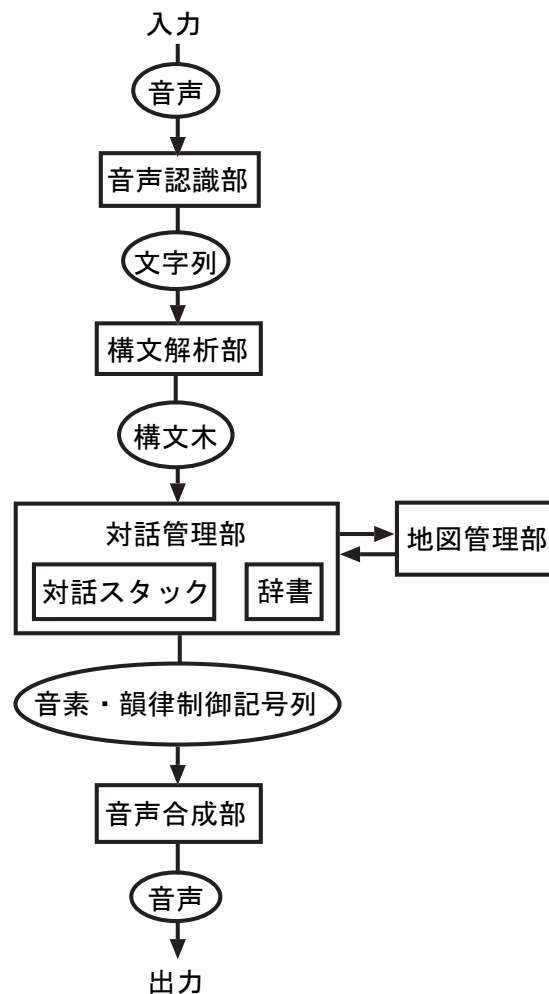 入力
音声
音声認識部
文字列
構文解析部
構文木
対話管理部
地図管理部
対話スタック
辞書
音素・韻律制御記号列
音声合成部
音声
出力